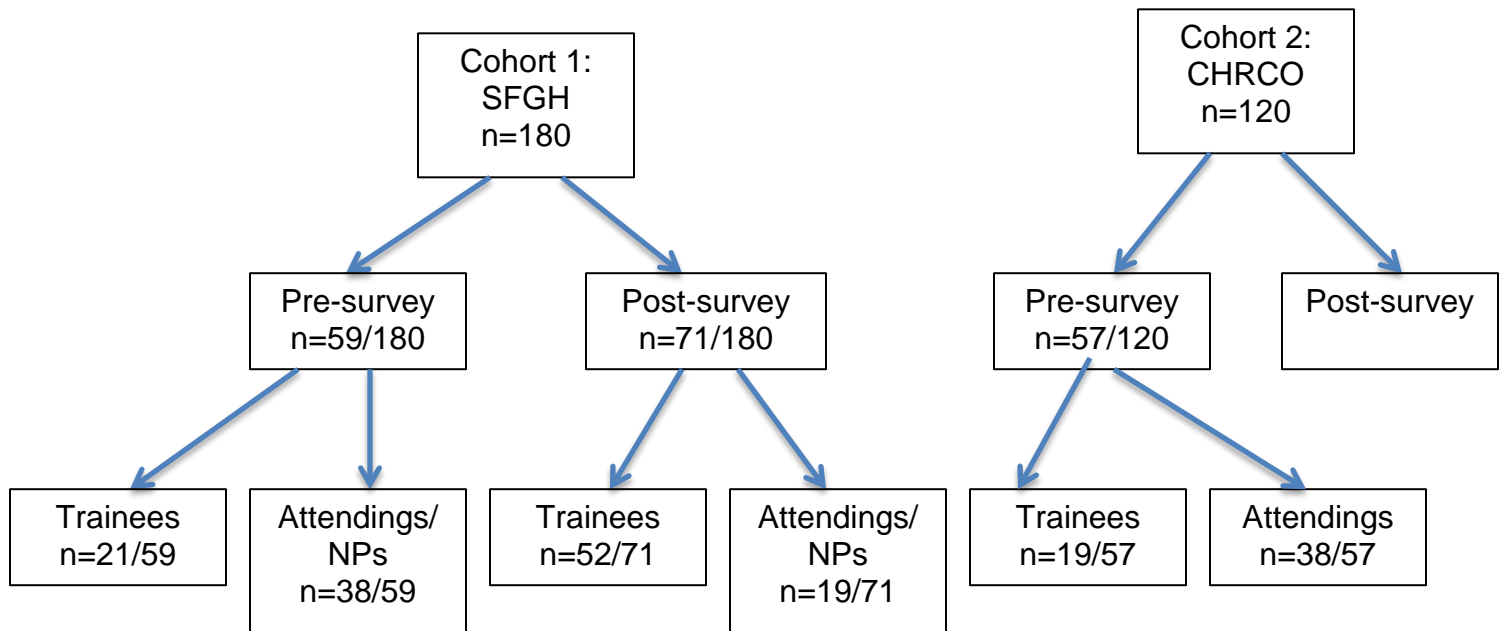 Cohort 1:
SFGH
n=180
Cohort 2:
CHRCO
n=120
Pre-survey
n=59/180
Post-survey
n=71/180
Pre-survey
n=57/120
Post-survey
Trainees
n=21/59
Attendings/
NPs
n=38/59
Trainees
n=52/71
Attendings/
NPs
n=19/71
Trainees
n=19/57
Attendings
n=38/57